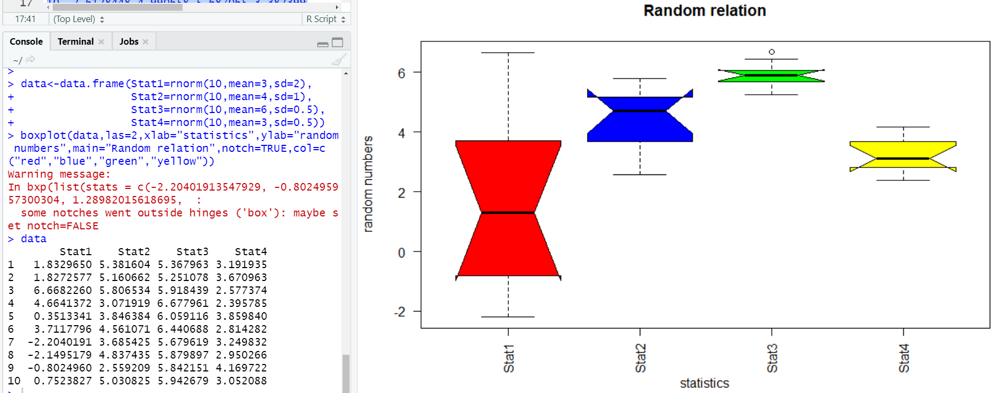 17
10 -2.6128448 4.990658 5.687065 3.382399
17:41 (Top Level) R Script
Console Terminal Jobs
~/
>
> data<-data.frame(Stat1=rnorm(10,mean=3,sd=2),
+ Stat2=rnorm(10,mean=4,sd=1),
+ Stat3=rnorm(10,mean=6,sd=0.5),
+ Stat4=rnorm(10,mean=3,sd=0.5))
> boxplot(data,las=2,xlab="statistics",ylab="random
numbers",main="Random relation",notch=TRUE,col=c
("red","blue","green","yellow"))
Warning message:
In bxp(list(stats = c(-2.20401913547929, -0.8024959
57300304, 1.28982015618695,  :
some notches went outside hinges ('box'): maybe s
et notch=FALSE
> data
Stat1 Stat2 Stat3 Stat4
1 1.8329650 5.381604 5.367963 3.191935
2 1.8272577 5.160662 5.251078 3.670963
3 6.6682260 5.806534 5.918439 2.577374
4 4.6641372 3.071919 6.677961 2.395785
5 0.3513341 3.846384 6.059116 3.859840
6 3.7117796 4.561071 6.440688 2.814282
7 -2.2040191 3.685425 5.679619 3.249832
8 -2.1495179 4.837435 5.879897 2.950266
9 -0.8024960 2.559209 5.842151 4.169722
10 0.7523827 5.030825 5.942679 3.052088
>
Random relation
random numbers
6
4
2
0
-2
Stat1 Stat2 Stat3 Stat4
statistics